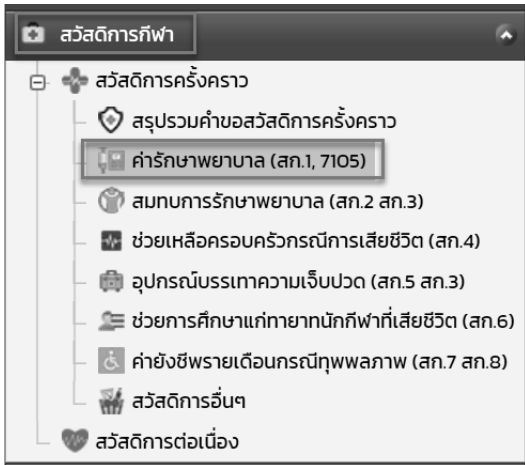 สวัสดิการกีฬา
สวัสดิการครั้งคราว
สรุปรวมคำขอสวัสดิการครั้งคราว
ค่ารักษาพยาบาล (สก.1, 7105)
สมทบการรักษาพยาบาล (สก.2 สก.3)
ช่วยเหลือครอบครัวกรณีการเสียชีวิต (สก.4)
อุปกรณ์บรรเทาความเจ็บปวด (สก.5 สก.3)
ช่วยการศึกษาแก่ทายาทนักกีฬาที่เสียชีวิต (สก.6)
ค่ายังชีพรายเดือนกรณีทุพพลภาพ (สก.7 สก.8)
สวัสดิการอื่นๆ
สวัสดิการต่อเนื่อง